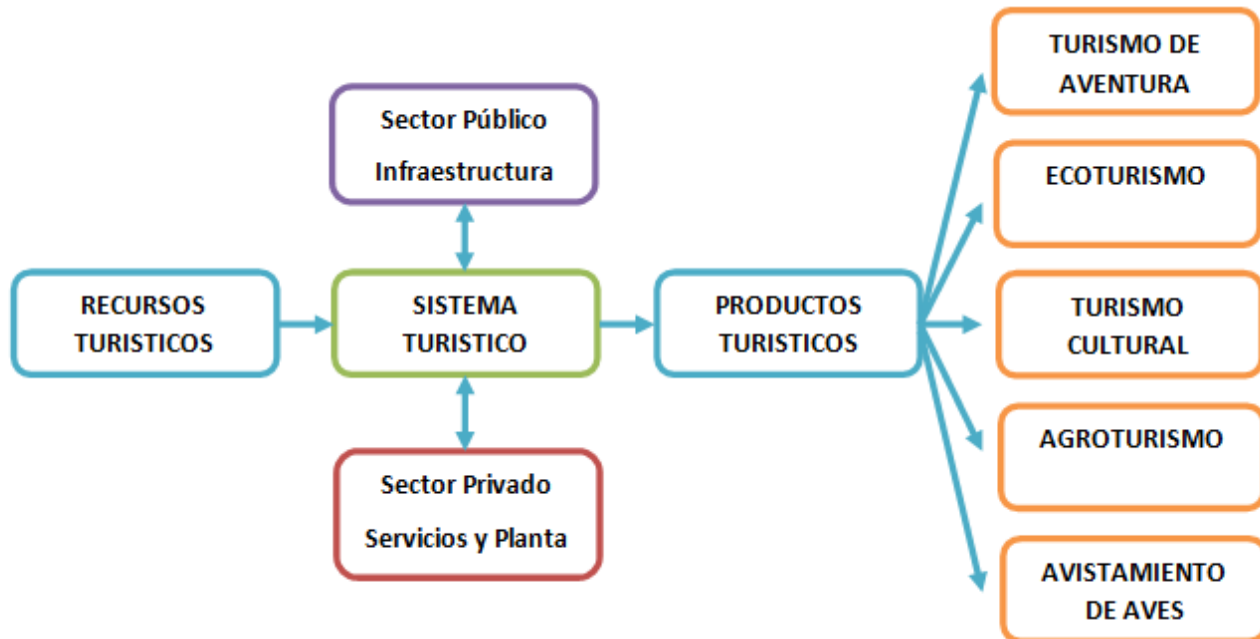 TURISMO DE
AVENTURA
Sector Público
Infraestructura
ECOTURISMO
RECURSOS
TURISTICOS
SISTEMA
TURISTICO
PRODUCTOS
TURISTICOS
TURISMO
CULTURAL
AGROTURISMO
Sector Privado
Servicios y Planta
AVISTAMIENTO
DE AVES